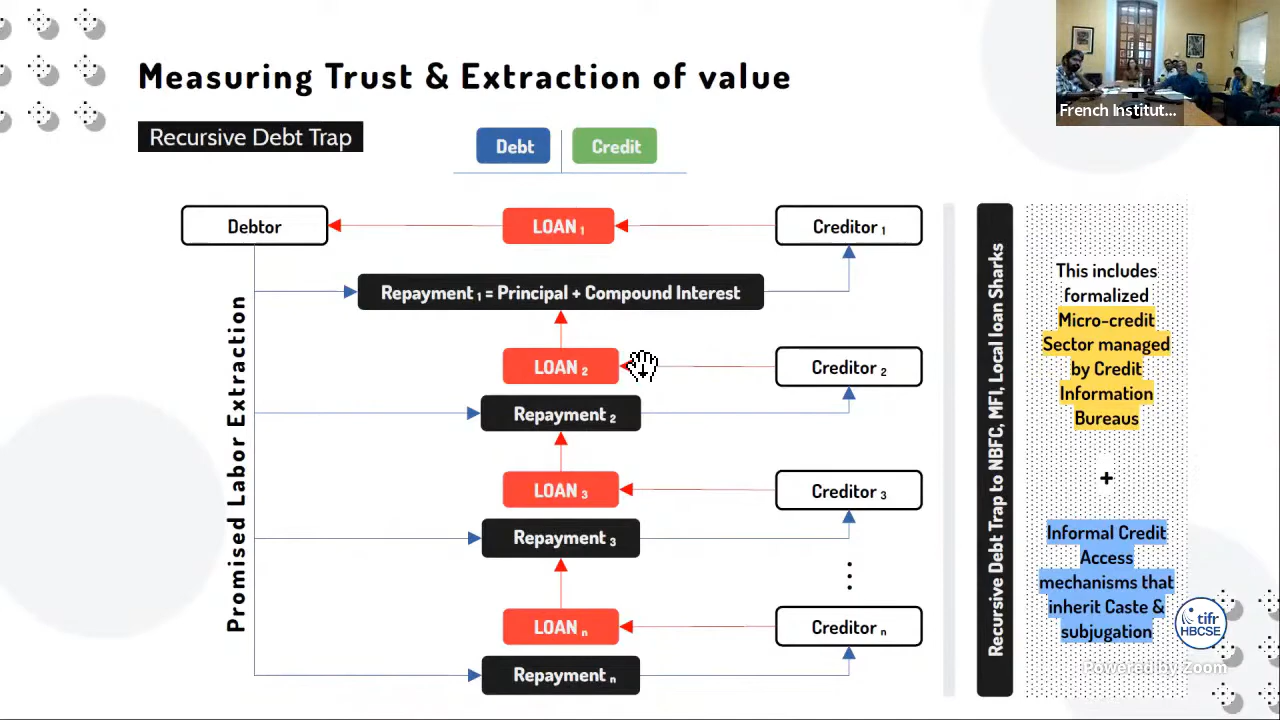 Measuring Trust & Extraction of value
French Institut...
Recursive Debt Trap
Debt
Credit
Debtor
LOAN 1
Creditor 1
Repayment 1 = Principal + Compound Interest
LOAN 2
Creditor 2
Repayment 2
LOAN 3
Creditor 3
Repayment 3
LOAN n
Creditor n
Repayment n
Promised Labor Extraction
Recursive Debt Trap to NBFC, MFI, Local loan Sharks
This includes
formalized
Micro-credit
Sector managed
by Credit
Information
Bureaus
+
Informal Credit
Access
mechanisms that
inherit Caste &
subjugation
tifr
HBCSE
Powered by Zoom